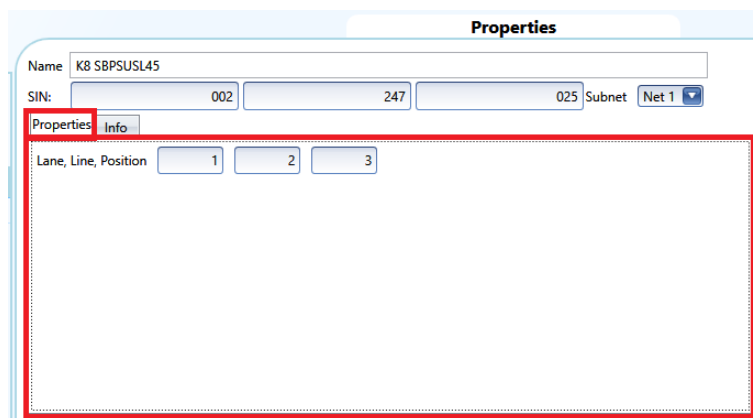 Properties
Name K8 SBPSUSL45
SIN: 002 247 025 Subnet Net 1
Properties Info
Lane, Line, Position 1 2 3